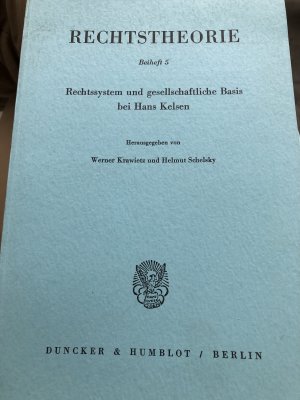 RECHTSTHEORIE
Beiheft 5
Rechtssystem und gesellschaftliche Basis
bei Hans Kelsen
Herausgegeben von
Werner Krawietz und Helmut Schelsky
DUNCKER & HUMBLOT / BERLIN